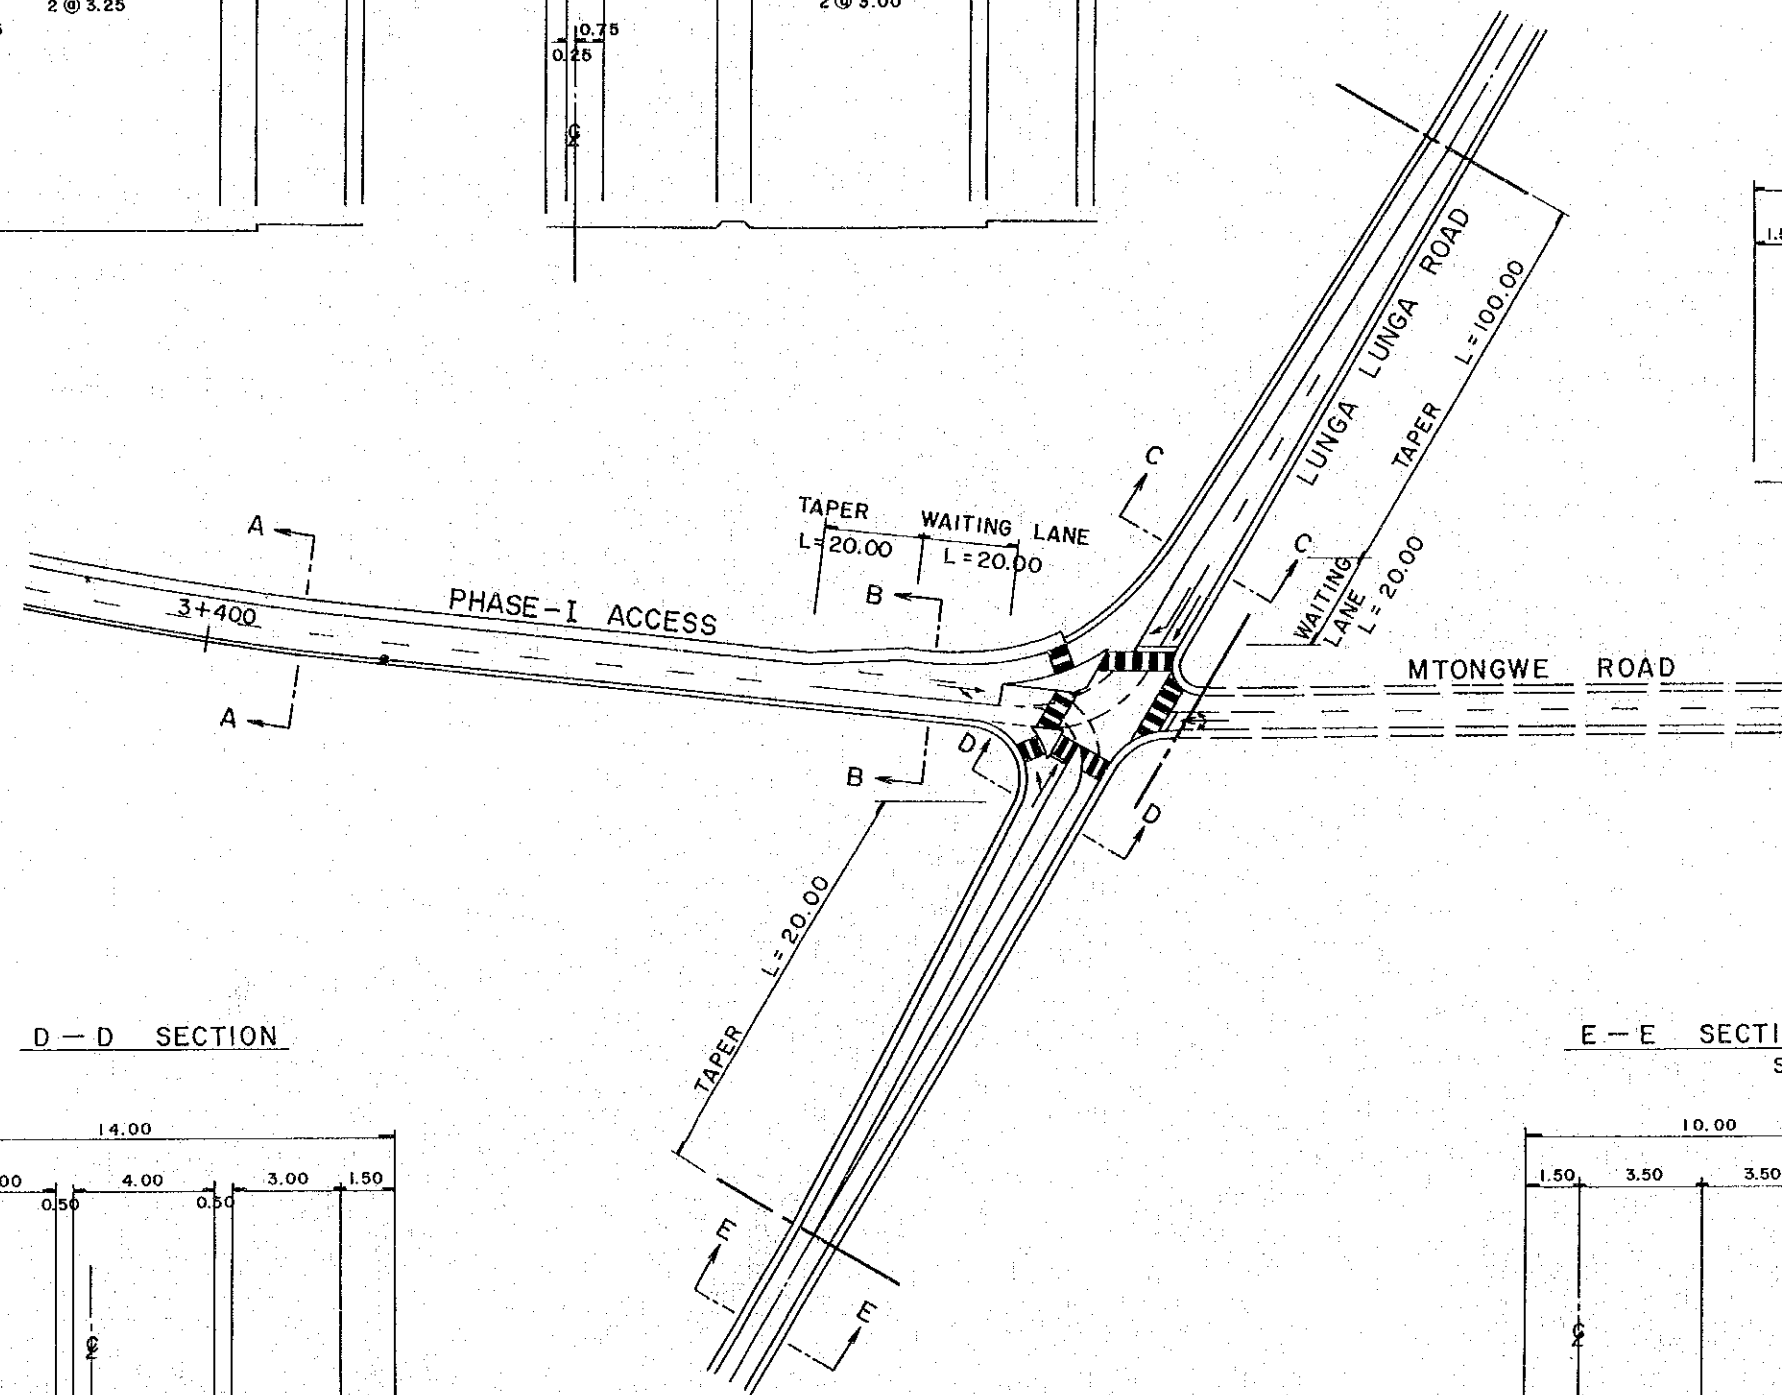 2 @ 3.25
2 @ 3.00
0.75
0.25
LUNGA LUNGA ROAD
TAPER L=100.00
WAITING LANE L=20.00
C
C
TAPER
L=20.00
WAITING LANE
L=20.00
A
A
B
B
3+400
PHASE-I ACCESS
MTONGWE ROAD
D
D
L=20.00
TAPER
E
E
D-D SECTION
14.00
4.00
3.00
1.50
0.50
0.50
E-E
10.00
1.50
3.50
3.50